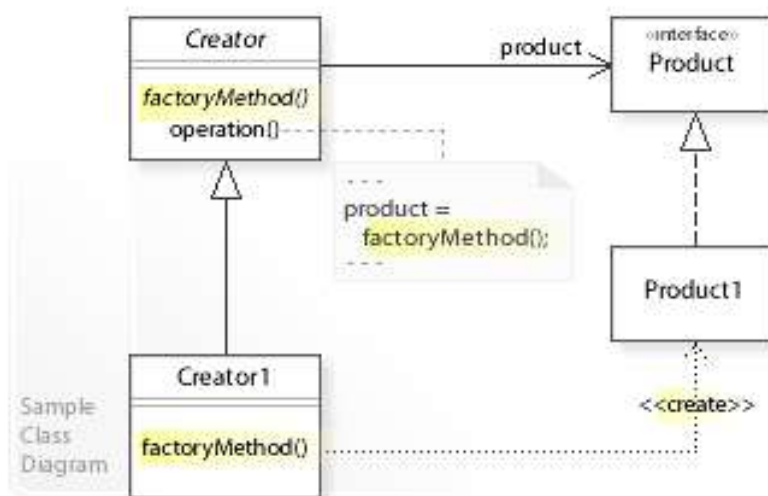 Creator
factoryMethod()
operation()
product
«interface»
Product
- - -
product =
factoryMethod();
- - - -
Product1
Creator1
factoryMethod()
<<create>>
Sample
Class
Diagram